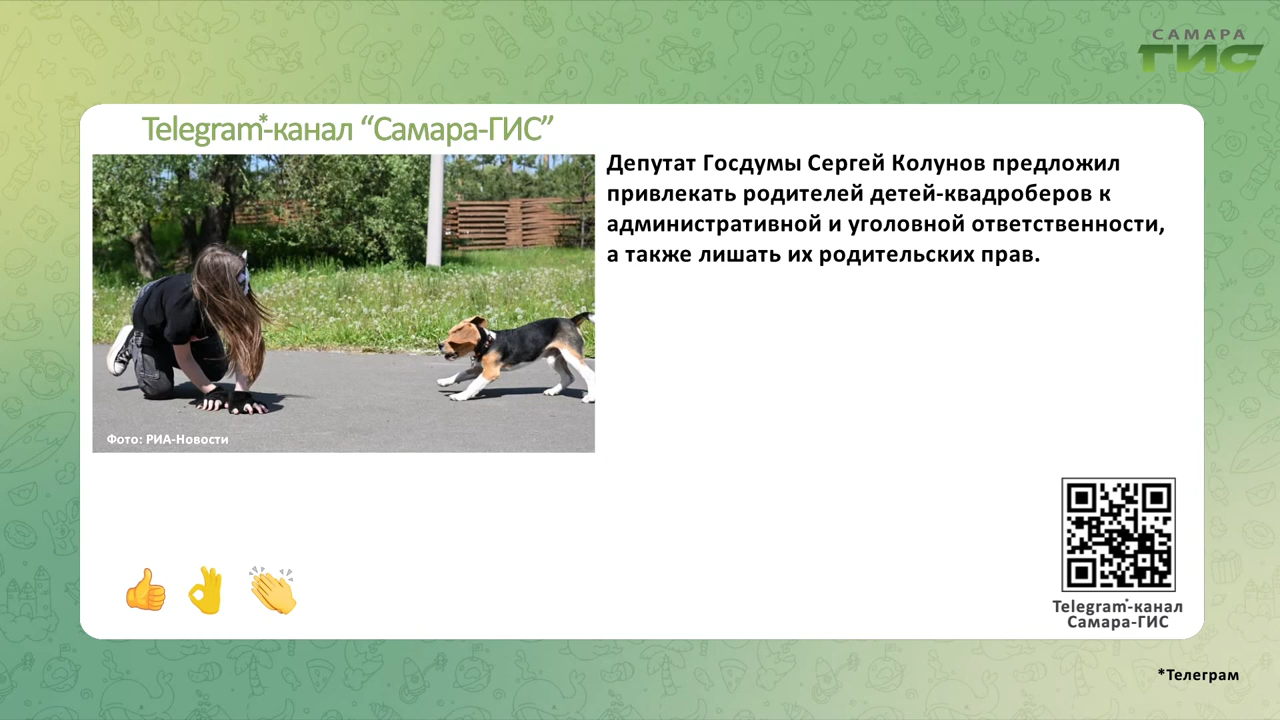 САМАРА
ГИС
Telegram*-канал “Самара-ГИС”
Депутат Госдумы Сергей Колунов предложил
привлекать родителей детей-квадроберов к
административной и уголовной ответственности,
а также лишать их родительских прав.
Фото: РИА-Новости
Telegram*-канал
Самара-ГИС
*Телеграм